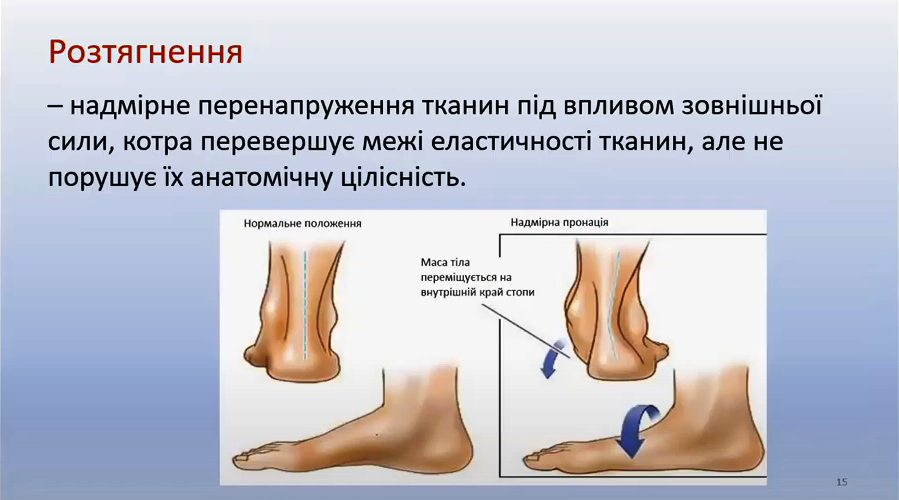 Розтягнення
– надмірне перенапруження тканин під впливом зовнішньої
сили, котра перевершує межі еластичності тканин, але не
порушує їх анатомічну цілісність.
Нормальне положення
Надмірна пронація
Маса тіла
переміщується на
внутрішній край стопи
15